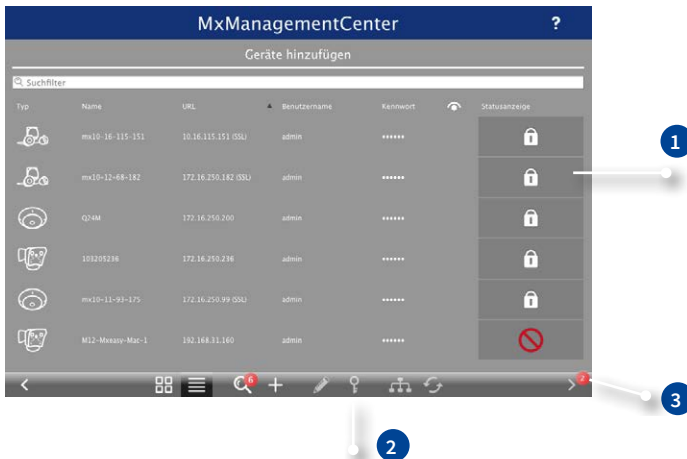 MxManagementCenter ?
Geräte hinzufügen
Suchfilter
Typ Name URL Benutzername Kennwort Statusanzeige
mx10-16-115-151 10.16.115.151 (SSL) admin ••••••
mx10-12-68-182 172.16.250.182 (SSL) admin ••••••
Q24M 172.16.250.200 admin ••••••
103205236 172.16.250.236 admin ••••••
mx10-11-93-175 172.16.250.99 (SSL) admin ••••••
M12-Mxeasy-Mac-1 192.168.31.160 admin ••••••
6 2
1
2
3